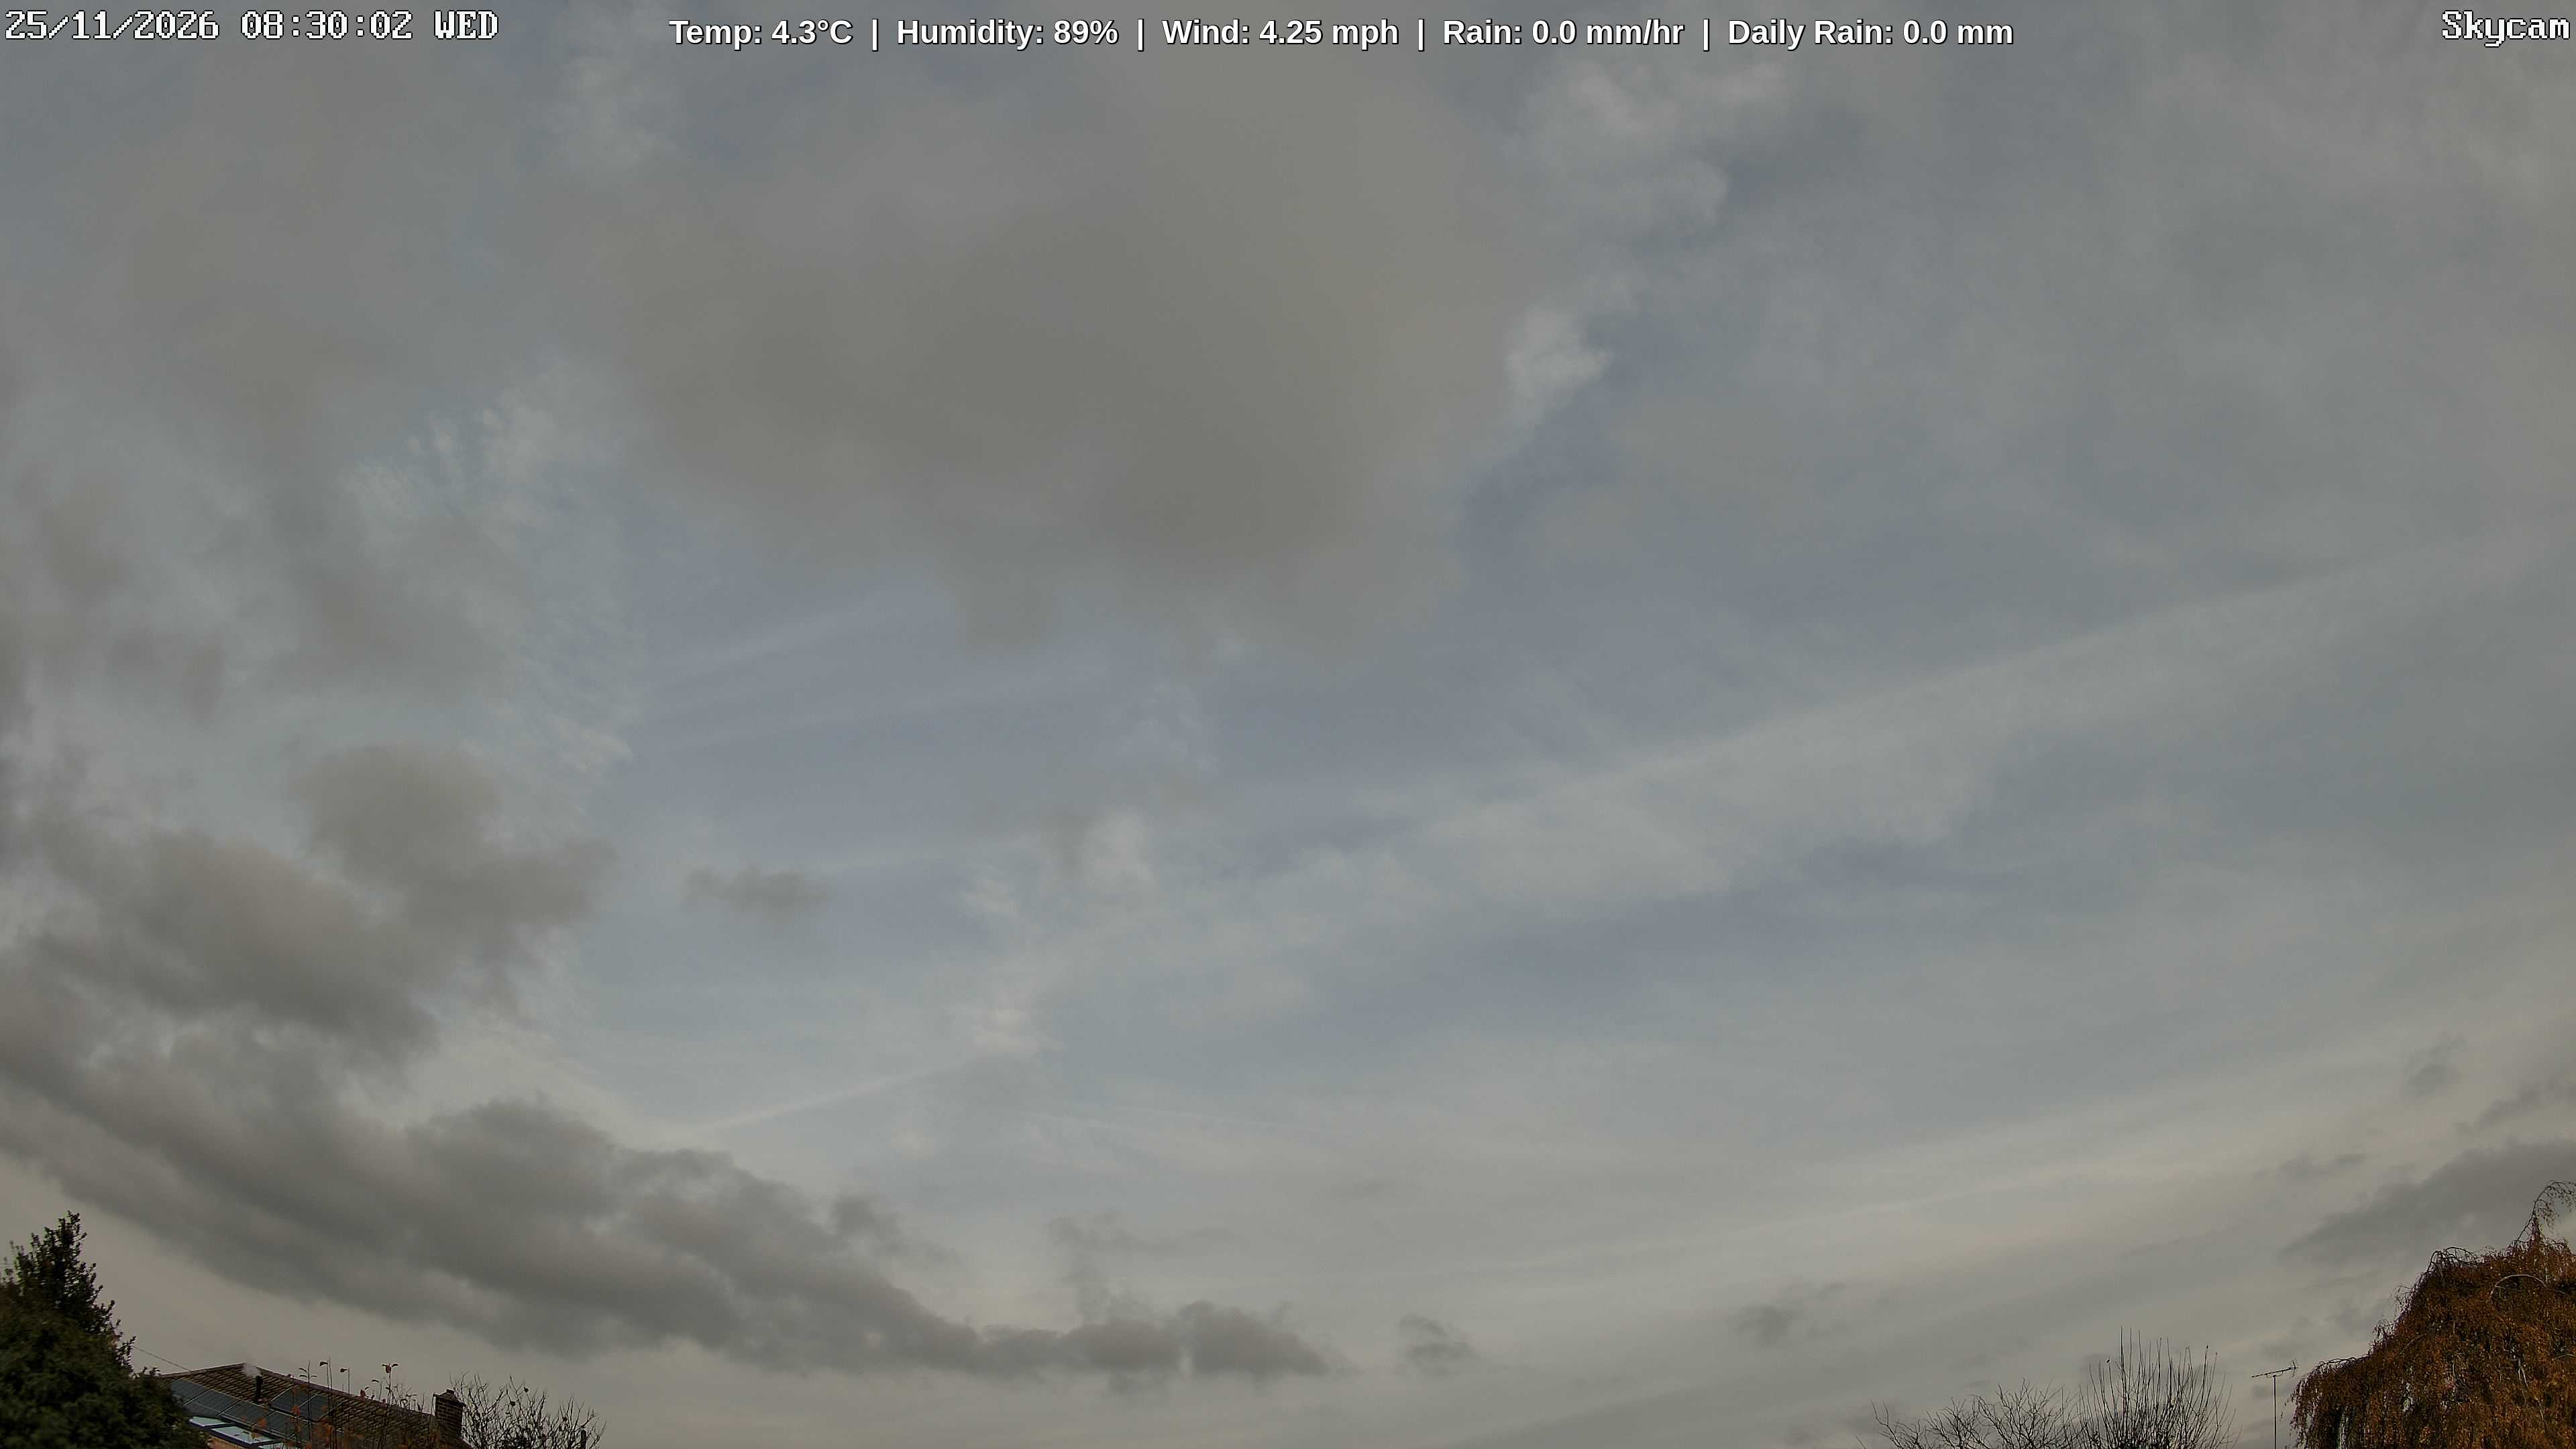 25/11/2026 08:30:02 WED
Temp: 4.3°C | Humidity: 89% | Wind: 4.25 mph | Rain: 0.0 mm/hr | Daily Rain: 0.0 mm
Skycam